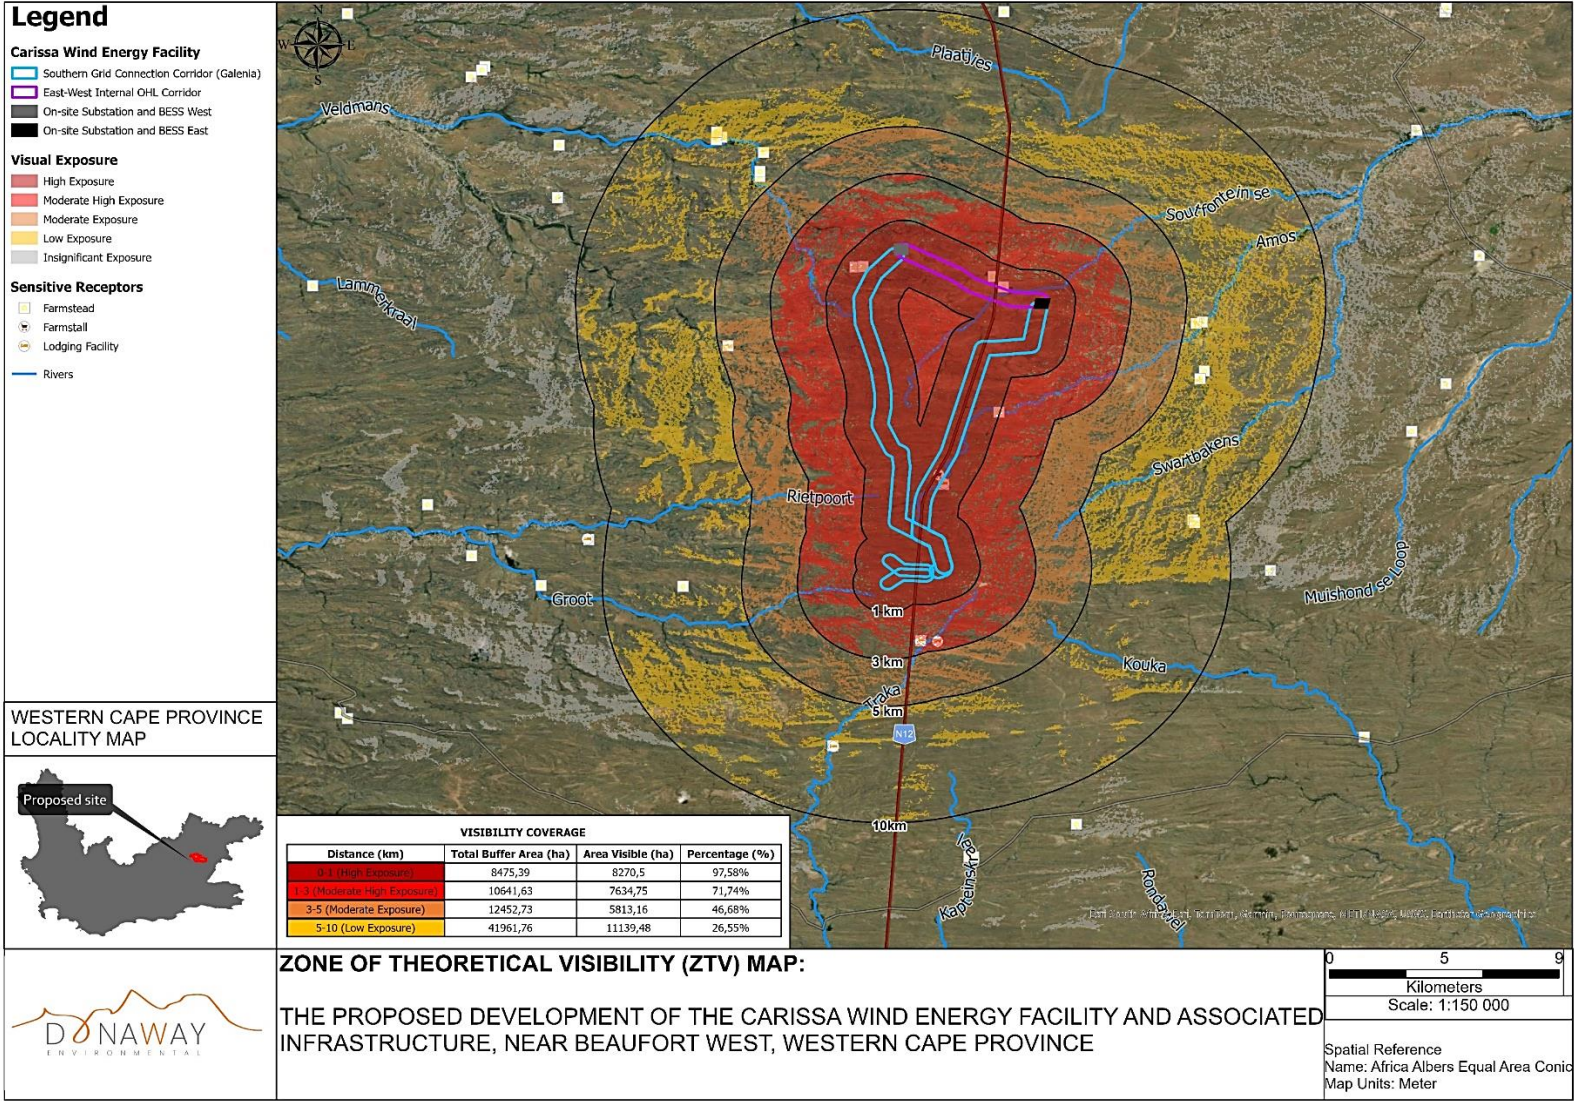 Legend
Carissa Wind Energy Facility
Southern Grid Connection Corridor (Galenia)
East-West Internal OHL Corridor
On-site Substation and BESS West
On-site Substation and BESS East
Visual Exposure
High Exposure
Moderate High Exposure
Moderate Exposure
Low Exposure
Insignificant Exposure
Sensitive Receptors
Farmstead
Farmstall
Lodging Facility
Rivers
N
W E
S
Plaatjies
Veldmans
Soutfontein se
Amos
Lammerkraal
Swartbakens
Rietpoort
Muishond se Loop
Groot
1 km
3 km
Kouka
Traka
5 km
N12
10km
Kapteinskraal
Rondawel
WESTERN CAPE PROVINCE
LOCALITY MAP
Proposed site
VISIBILITY COVERAGE
Distance (km) Total Buffer Area (ha) Area Visible (ha) Percentage (%)
0-1 (High Exposure) 8475,39 8270,5 97,58%
1-3 (Moderate High Exposure) 10641,63 7634,75 71,74%
3-5 (Moderate Exposure) 12452,73 5813,16 46,68%
5-10 (Low Exposure) 41961,76 11139,48 26,55%
DONAWAY
ENVIRONMENTAL
ZONE OF THEORETICAL VISIBILITY (ZTV) MAP:
THE PROPOSED DEVELOPMENT OF THE CARISSA WIND ENERGY FACILITY AND ASSOCIATED
INFRASTRUCTURE, NEAR BEAUFORT WEST, WESTERN CAPE PROVINCE
0 5 9
Kilometers
Scale: 1:150 000
Spatial Reference
Name: Africa Albers Equal Area Conic
Map Units: Meter